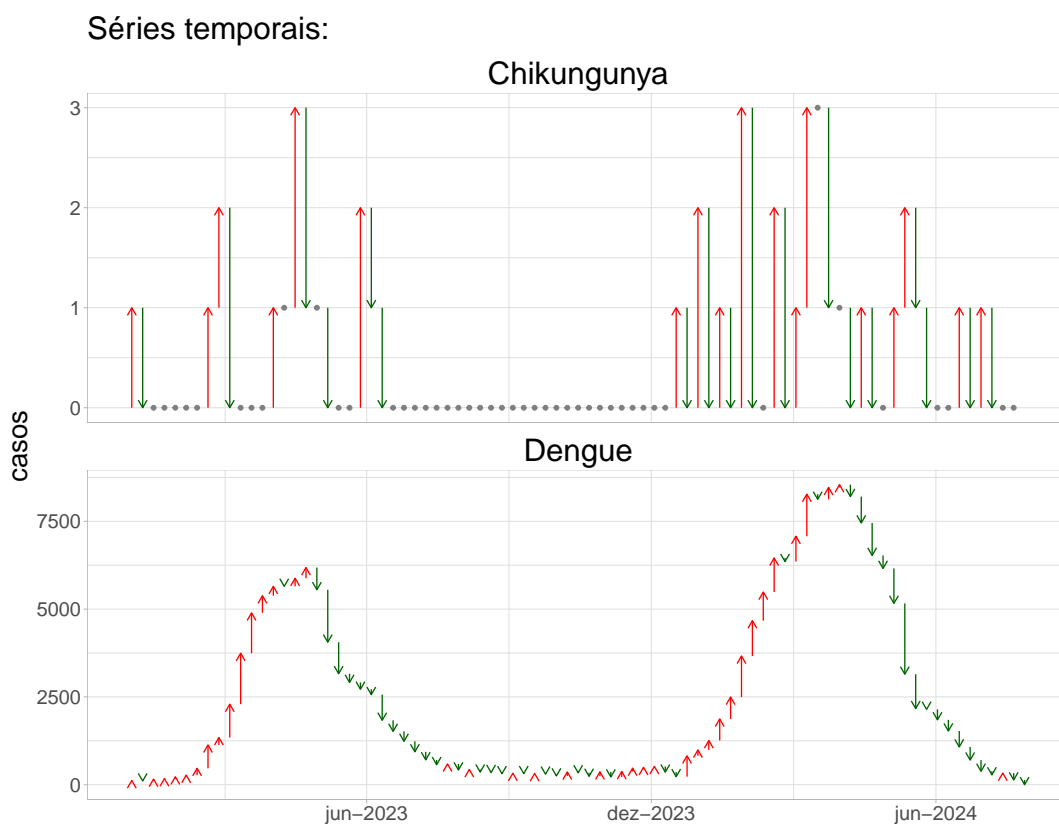 Séries temporais:
Chikungunya
3
2
1
0
casos
Dengue
7500
5000
2500
0
jun−2023
dez−2023
jun−2024